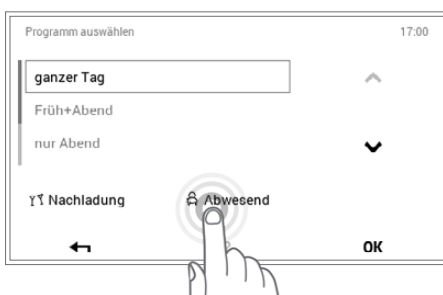 Programm auswählen 17:00
ganzer Tag
Früh+Abend
nur Abend
Nachladung Abwesend
OK